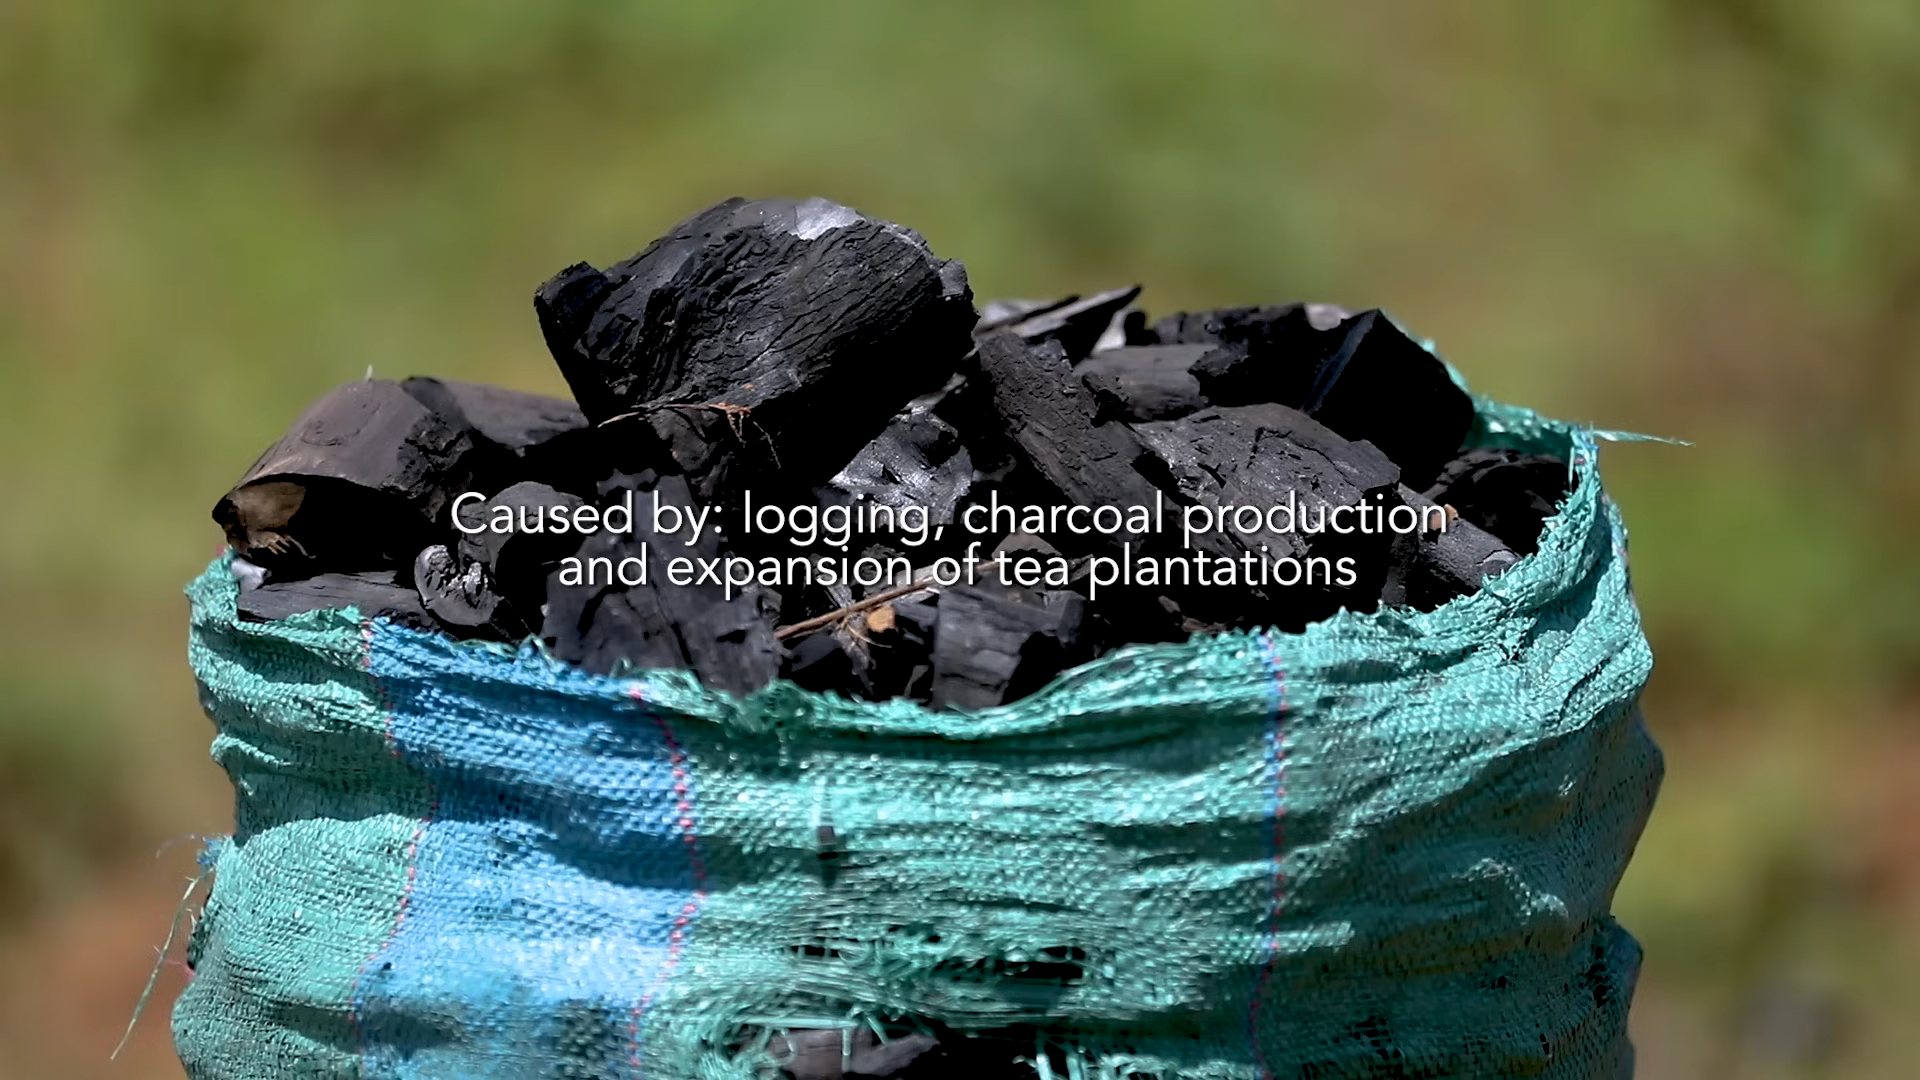 Caused by: logging, charcoal production
and expansion of tea plantations